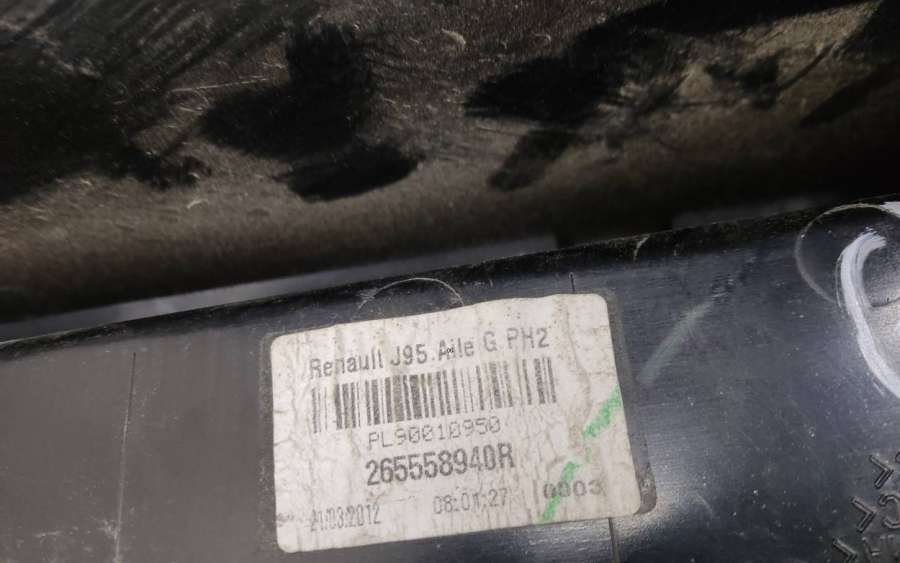 Renault J95 Aile G PH2
PL90010950
265558940R
21/03/2012 08:01:27 0003